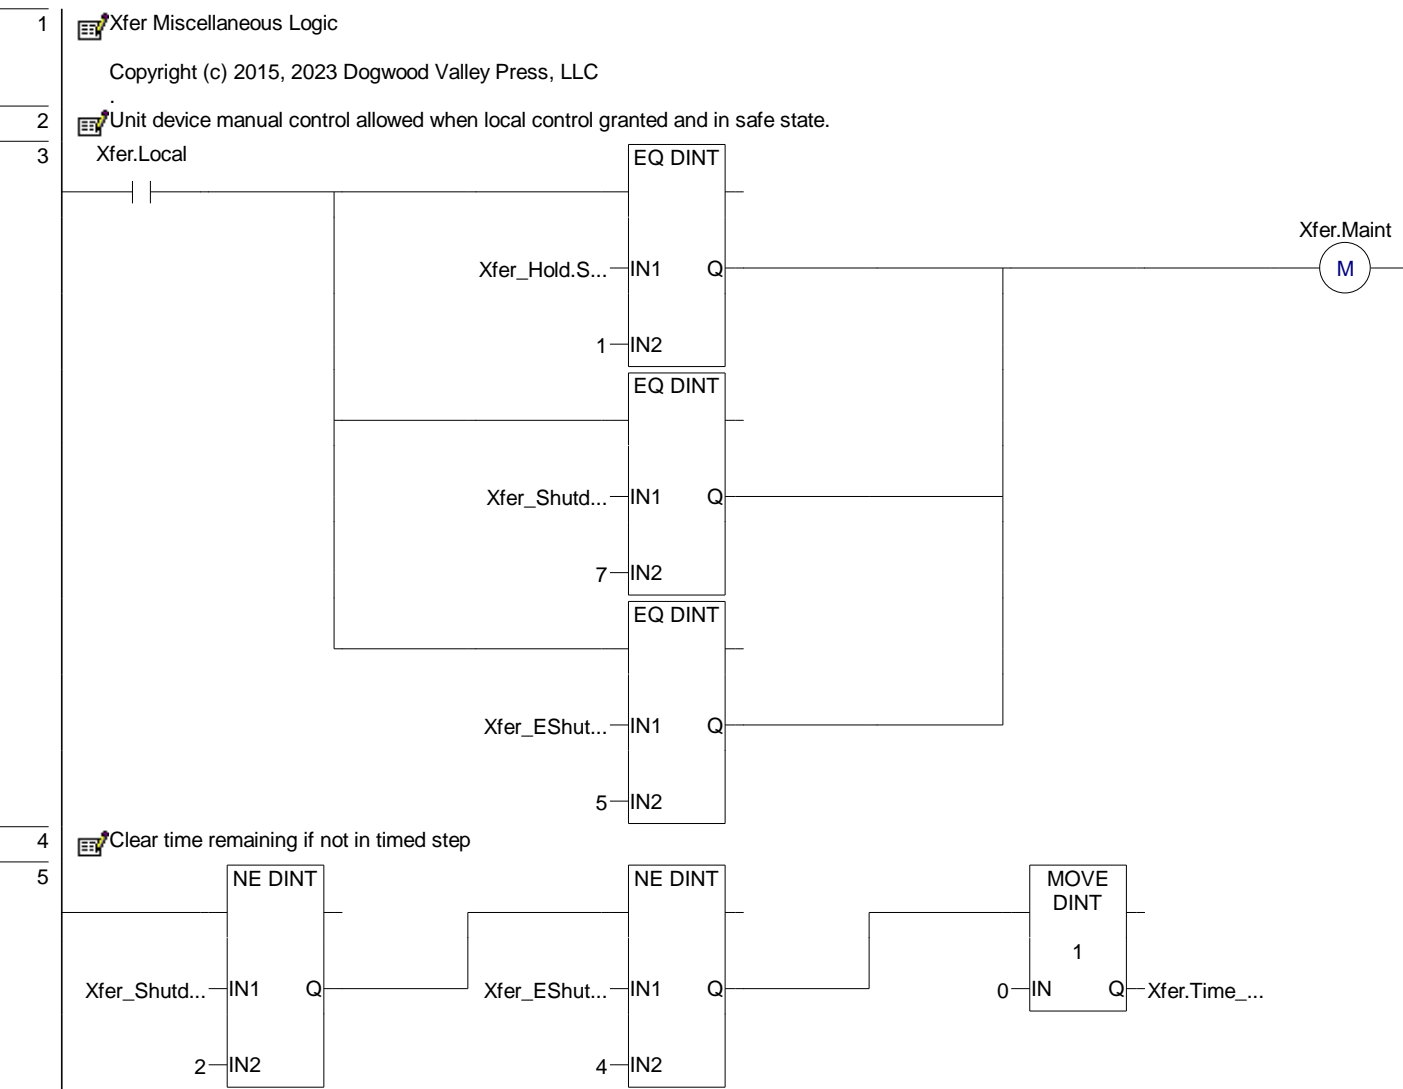 1
Xfer Miscellaneous Logic
Copyright (c) 2015, 2023 Dogwood Valley Press, LLC
.
2
Unit device manual control allowed when local control granted and in safe state.
3
Xfer.Local
EQ DINT
Xfer.Maint
Xfer_Hold.S... IN1 Q
M
1 IN2
EQ DINT
Xfer_Shutd... IN1 Q
7 IN2
EQ DINT
Xfer_EShut... IN1 Q
5 IN2
4
Clear time remaining if not in timed step
5
NE DINT
NE DINT
MOVE
DINT
1
Xfer_Shutd... IN1 Q
Xfer_EShut... IN1 Q
0 IN Q Xfer.Time_...
2 IN2
4 IN2